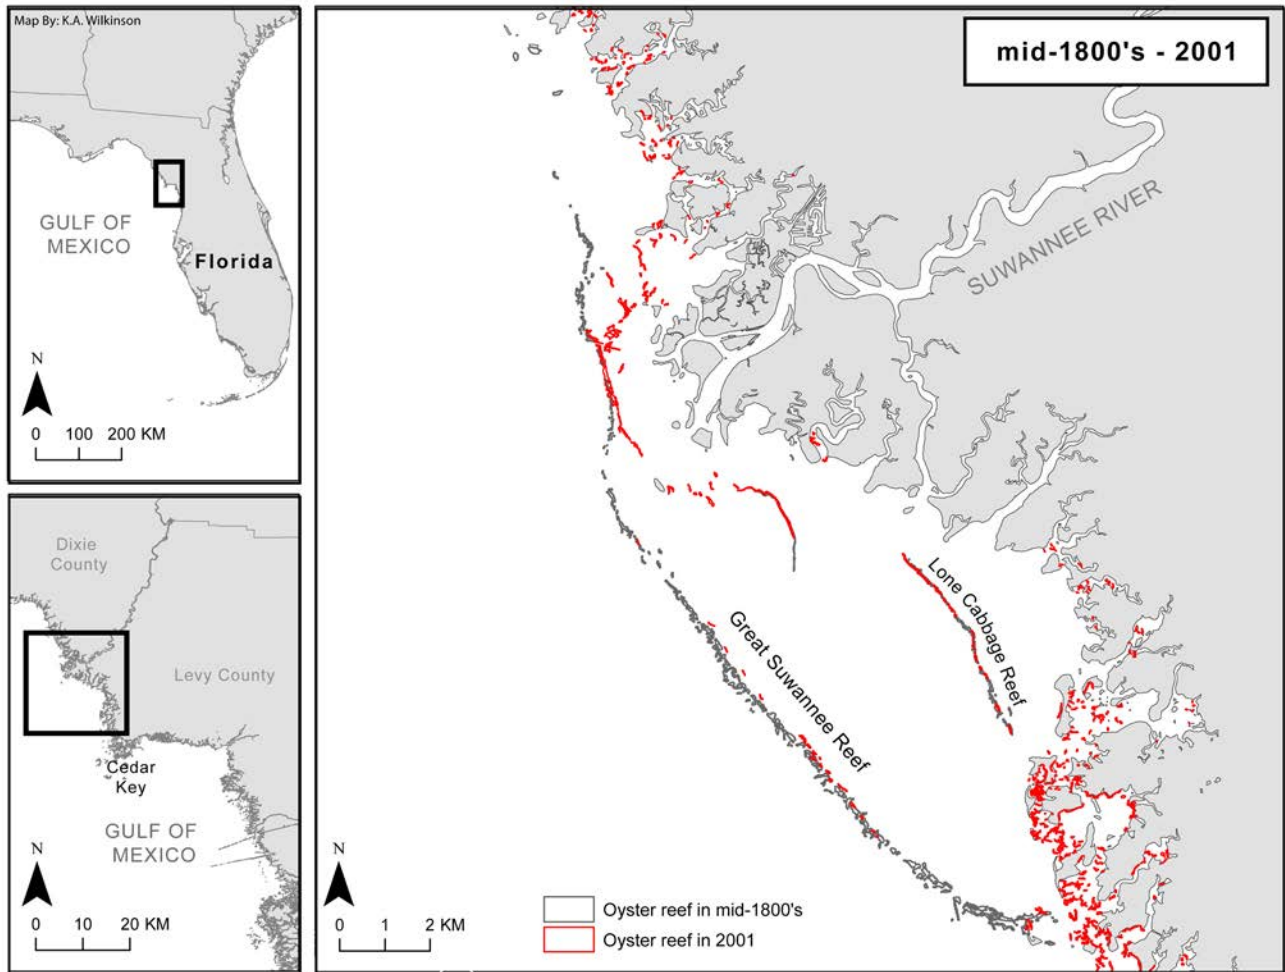 Map By: K.A. Wilkinson
GULF OF
MEXICO
Florida
N
0 100 200 KM
Dixie
County
Levy County
Cedar
Key
GULF OF
MEXICO
N
0 10 20 KM
mid-1800's - 2001
SUWANNEE RIVER
Lone Cabbage Reef
Great Suwannee Reef
N
0 1 2 KM
Oyster reef in mid-1800's
Oyster reef in 2001